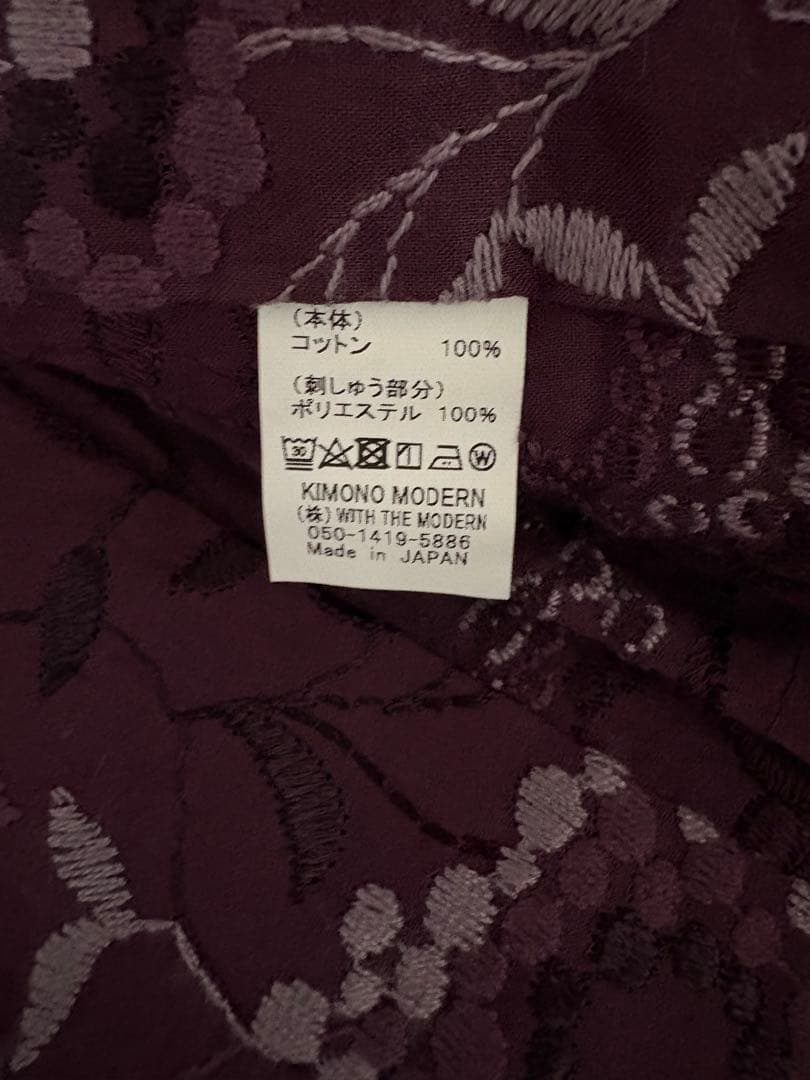 (本体)
コットン 100%
(刺しゅう部分)
ポリエステル 100%
30 W
KIMONO MODERN
(株) WITH THE MODERN
050-1419-5886
Made in JAPAN